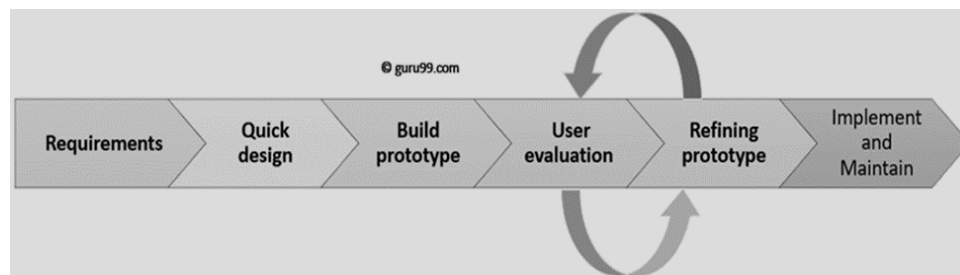 © guru99.com
Requirements
Quick
design
Build
prototype
User
evaluation
Refining
prototype
Implement
and
Maintain